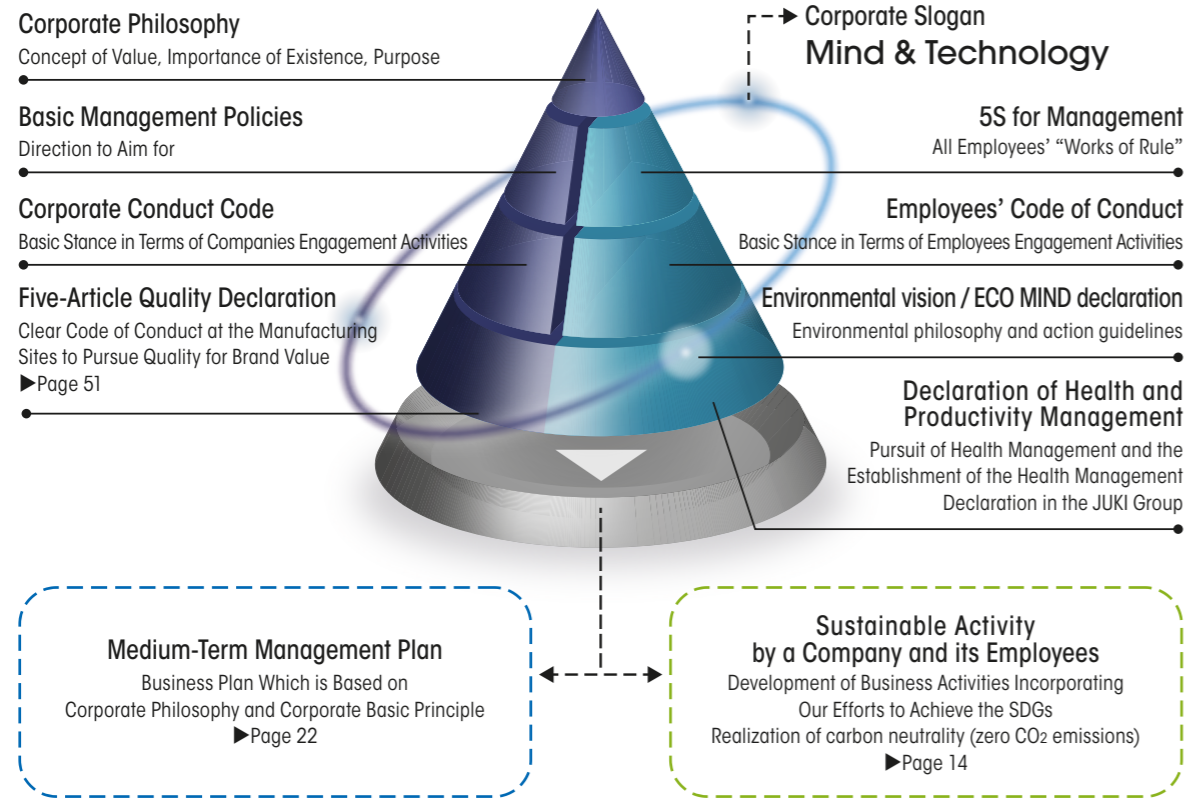 Corporate Philosophy
Concept of Value, Importance of Existence, Purpose
Basic Management Policies
Direction to Aim for
Corporate Conduct Code
Basic Stance in Terms of Companies Engagement Activities
Five-Article Quality Declaration
Clear Code of Conduct at the Manufacturing
Sites to Pursue Quality for Brand Value
▶Page 51
Corporate Slogan
Mind & Technology
5S for Management
All Employees’ “Works of Rule”
Employees’ Code of Conduct
Basic Stance in Terms of Employees Engagement Activities
Environmental vision / ECO MIND declaration
Environmental philosophy and action guidelines
Declaration of Health and
Productivity Management
Pursuit of Health Management and the
Establishment of the Health Management
Declaration in the JUKI Group
Medium-Term Management Plan
Business Plan Which is Based on
Corporate Philosophy and Corporate Basic Principle
▶Page 22
Sustainable Activity
by a Company and its Employees
Development of Business Activities Incorporating
Our Efforts to Achieve the SDGs
Realization of carbon neutrality (zero CO2 emissions)
▶Page 14